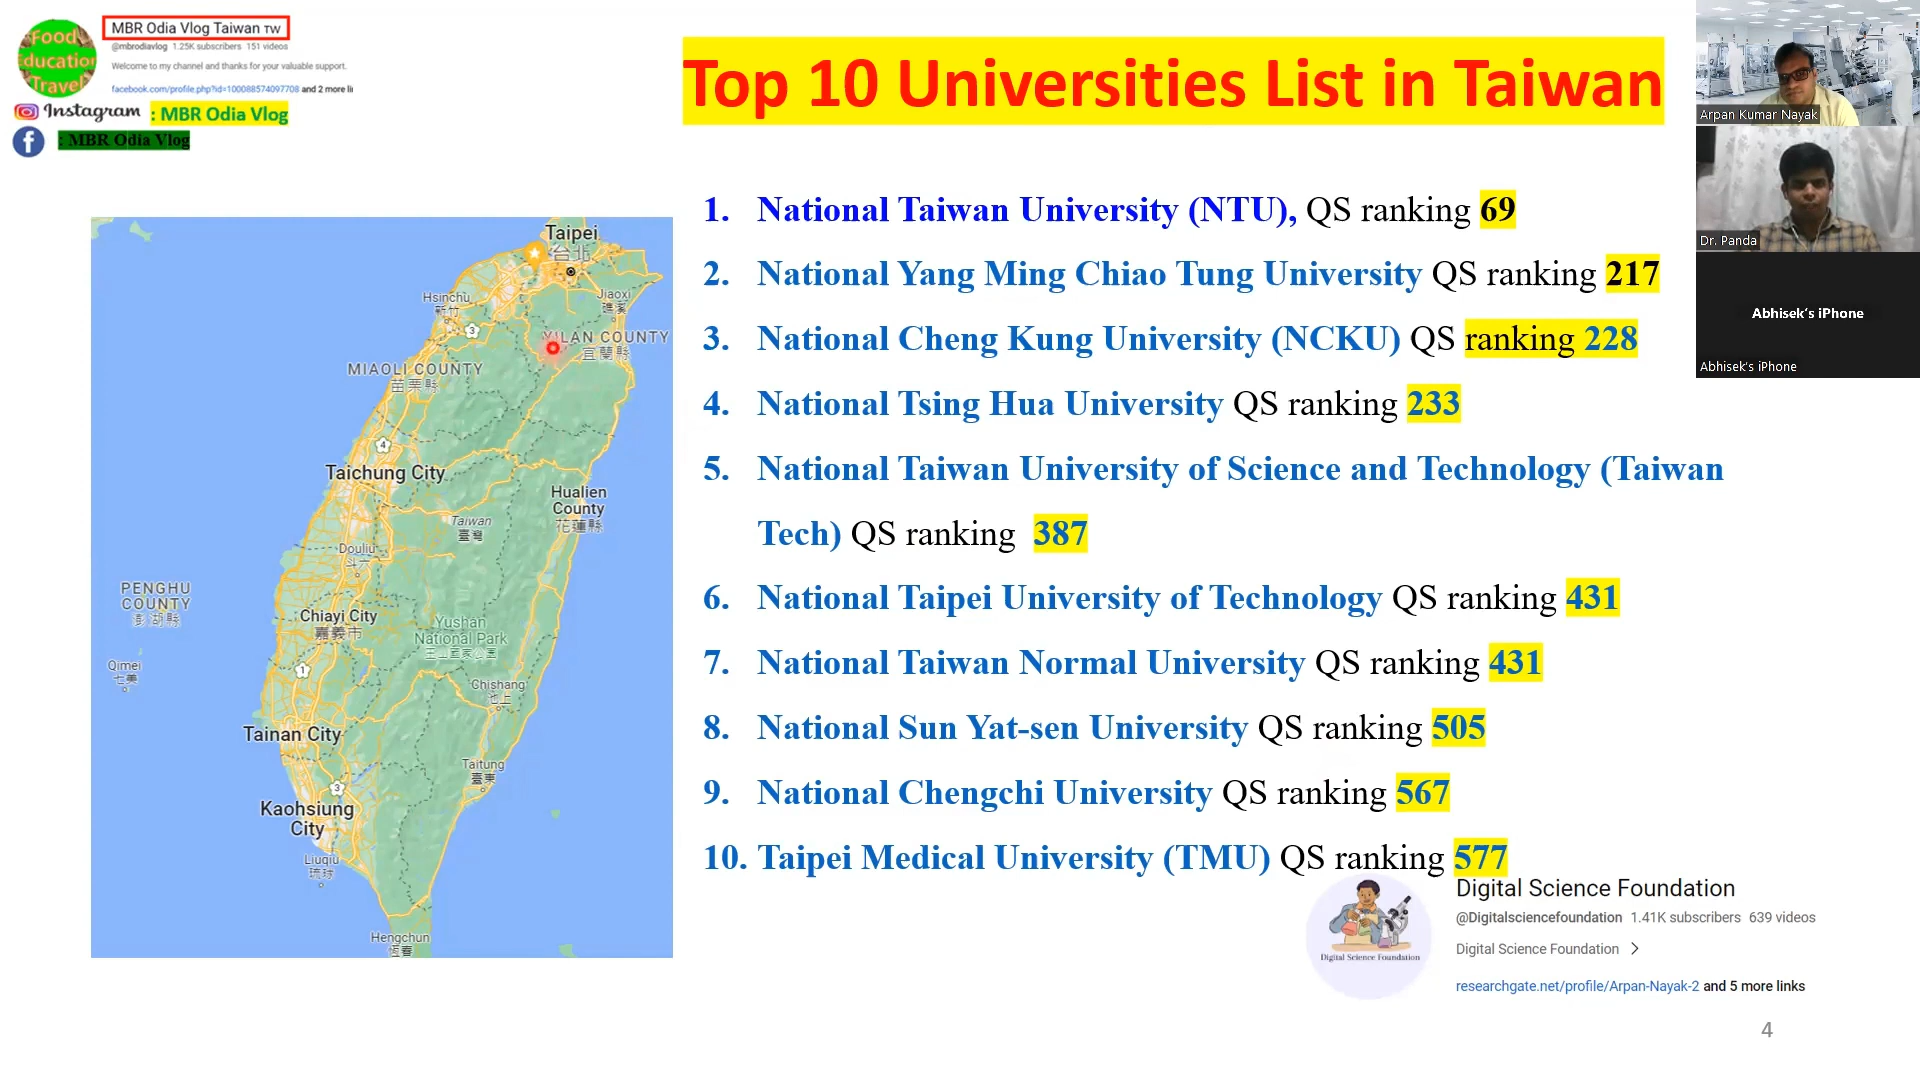 Food
Education
Travel
MBR Odia Vlog Taiwan TW
@mbrodiavlog 1.25K subscribers 151 videos
Welcome to my channel and thanks for your valuable support.
facebook.com/profile.php?id=100088574097708 and 2 more li
Instagram : MBR Odia Vlog
: MBR Odia Vlog
Top 10 Universities List in Taiwan
1. National Taiwan University (NTU), QS ranking 69
2. National Yang Ming Chiao Tung University QS ranking 217
3. National Cheng Kung University (NCKU) QS ranking 228
4. National Tsing Hua University QS ranking 233
5. National Taiwan University of Science and Technology (Taiwan
Tech) QS ranking 387
6. National Taipei University of Technology QS ranking 431
7. National Taiwan Normal University QS ranking 431
8. National Sun Yat-sen University QS ranking 505
9. National Chengchi University QS ranking 567
10. Taipei Medical University (TMU) QS ranking 577
Taipei
台北
Hsinchu
新竹
Jiaoxi
礁溪
3
YILAN COUNTY
宜蘭縣
MIAOLI COUNTY
苗栗縣
4
Taichung City
Hualien
County
花蓮縣
Taiwan
臺灣
Douliu
斗六
PENGHU
COUNTY
澎湖縣
Chiayi City
嘉義市
Yushan
National Park
玉山國家公園
Qimei
七美
1
Chishang
池上
Tainan City
Taitung
臺東
3
Kaohsiung
City
Liuqiu
琉球
Hengchun
恆春
Arpan Kumar Nayak
Dr. Panda
Abhisek's iPhone
Abhisek's iPhone
Digital Science Foundation
Digital Science Foundation
@Digitalsciencefoundation 1.41K subscribers 639 videos
Digital Science Foundation >
researchgate.net/profile/Arpan-Nayak-2 and 5 more links
4